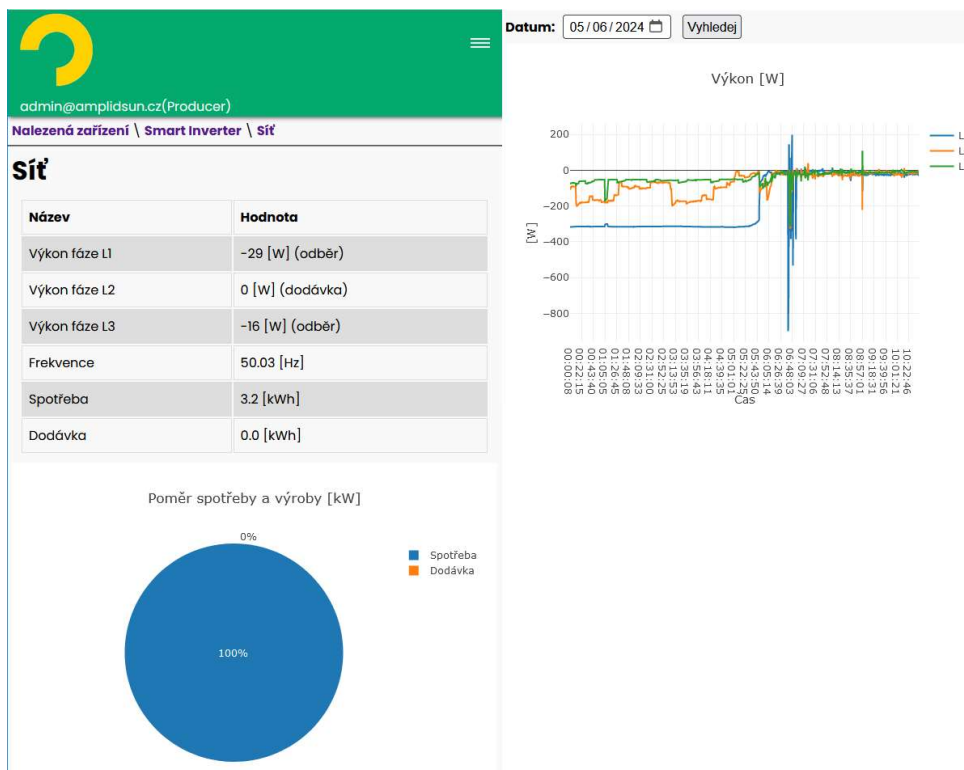 admin@amplidsun.cz(Producer)
Nalezená zařízení \ Smart Inverter \ Síť
Síť
Název Hodnota
Výkon fáze L1 -29 [W] (odběr)
Výkon fáze L2 0 [W] (dodávka)
Výkon fáze L3 -16 [W] (odběr)
Frekvence 50.03 [Hz]
Spotřeba 3.2 [kWh]
Dodávka 0.0 [kWh]
Poměr spotřeby a výroby [kW]
0%
100%
Spotřeba
Dodávka
Datum: 05/06/2024 Vyhledej
Výkon [W]
200
0
−200
−400
−600
−800
[W]
L
L
L
00:00:08
00:22:15
00:43:40
01:05:05
01:26:45
01:48:08
02:09:33
02:31:00
02:52:25
03:13:53
03:35:19
03:56:43
04:18:11
04:39:35
05:01:01
05:22:25
05:43:50
06:05:14
06:26:39
06:48:03
07:09:27
07:31:06
07:52:48
08:14:13
08:35:37
08:57:01
09:18:31
09:39:56
10:01:21
10:22:46
Čas